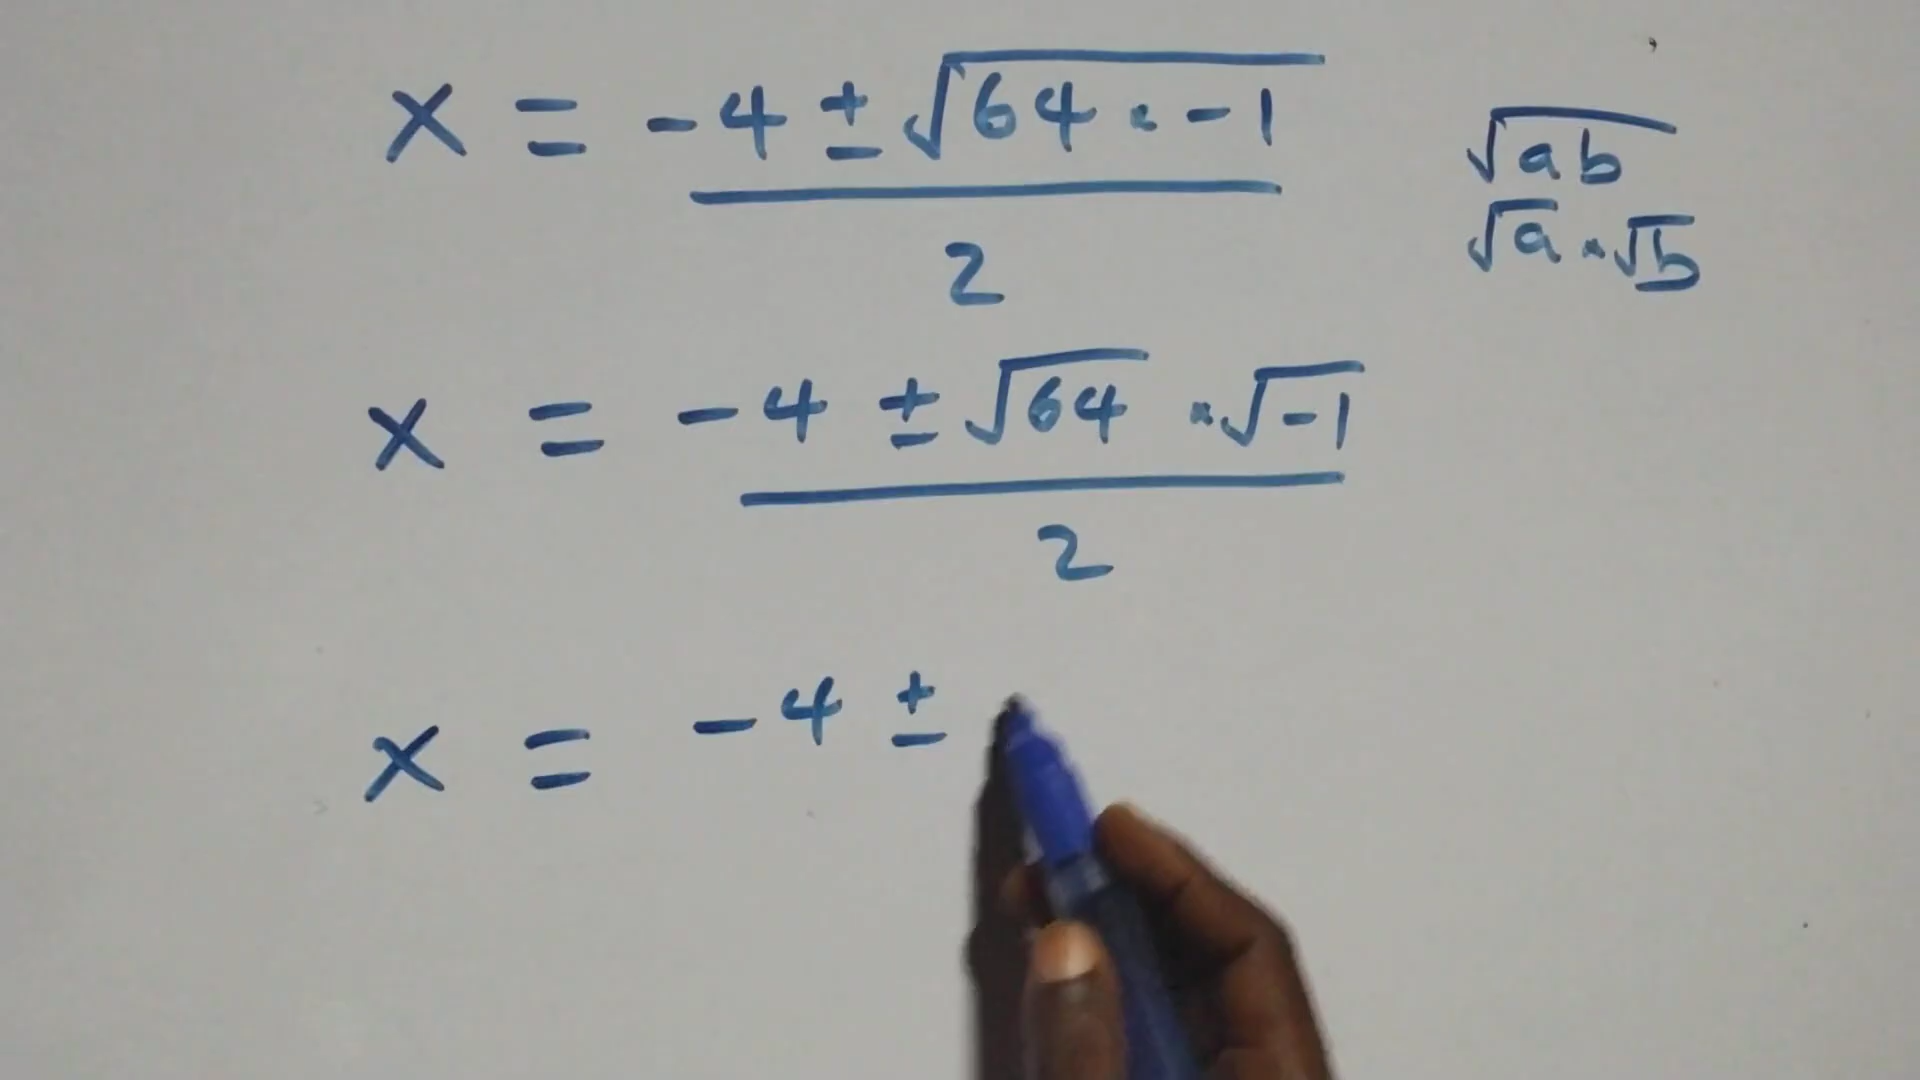 x = -4 ± √64 × -1
2
√ab
√a × √b
x = -4 ± √64 × √-1
2
x = -4 ±